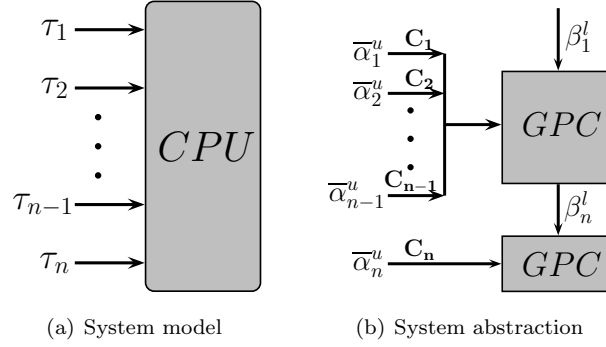 τ₁
τ₂
τₙ₋₁
τₙ
CPU
(a) System model
β₁ˡ
ᾱ₁ᵘ C₁
ᾱ₂ᵘ C₂
ᾱₙ₋₁ᵘ Cₙ₋₁
GPC
βₙˡ
ᾱₙᵘ Cₙ
GPC
(b) System abstraction